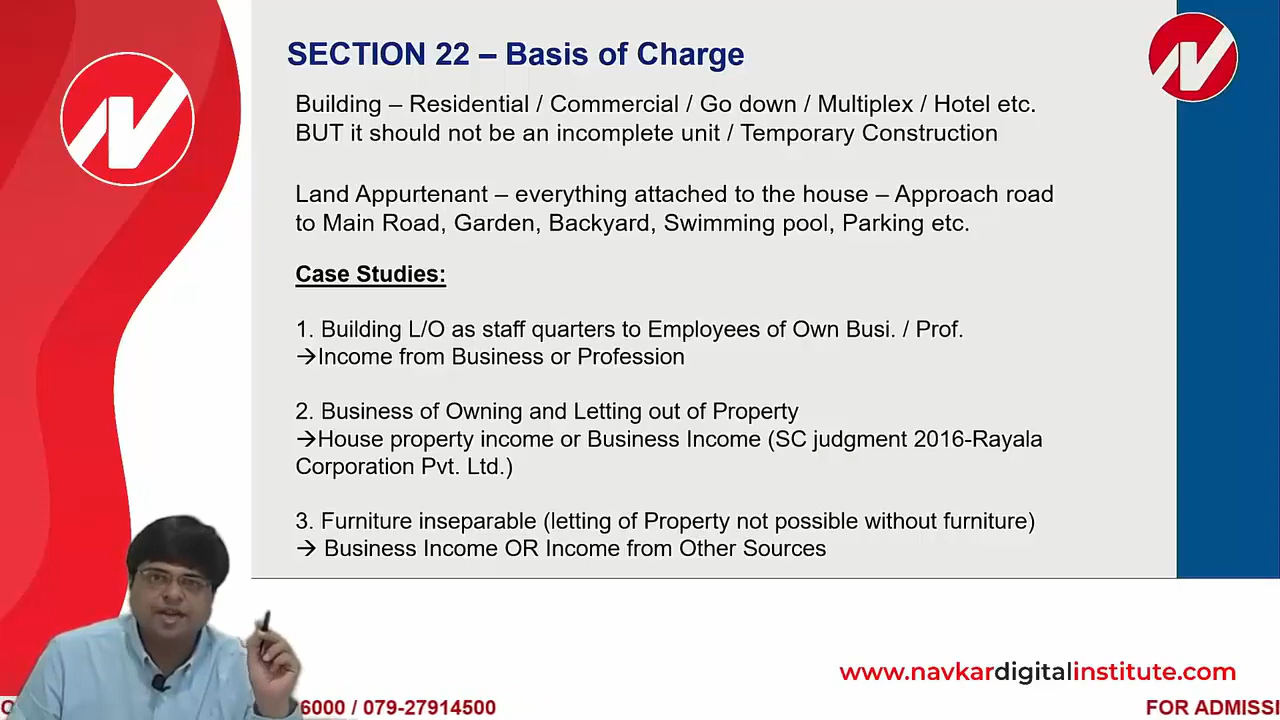 SECTION 22 – Basis of Charge
Building – Residential / Commercial / Go down / Multiplex / Hotel etc.
BUT it should not be an incomplete unit / Temporary Construction
Land Appurtenant – everything attached to the house – Approach road
to Main Road, Garden, Backyard, Swimming pool, Parking etc.
Case Studies:
1. Building L/O as staff quarters to Employees of Own Busi. / Prof.
→Income from Business or Profession
2. Business of Owning and Letting out of Property
→House property income or Business Income (SC judgment 2016-Rayala
Corporation Pvt. Ltd.)
3. Furniture inseparable (letting of Property not possible without furniture)
→ Business Income OR Income from Other Sources
www.navkardigitalinstitute.com
6000 / 079-27914500
FOR ADMISSI